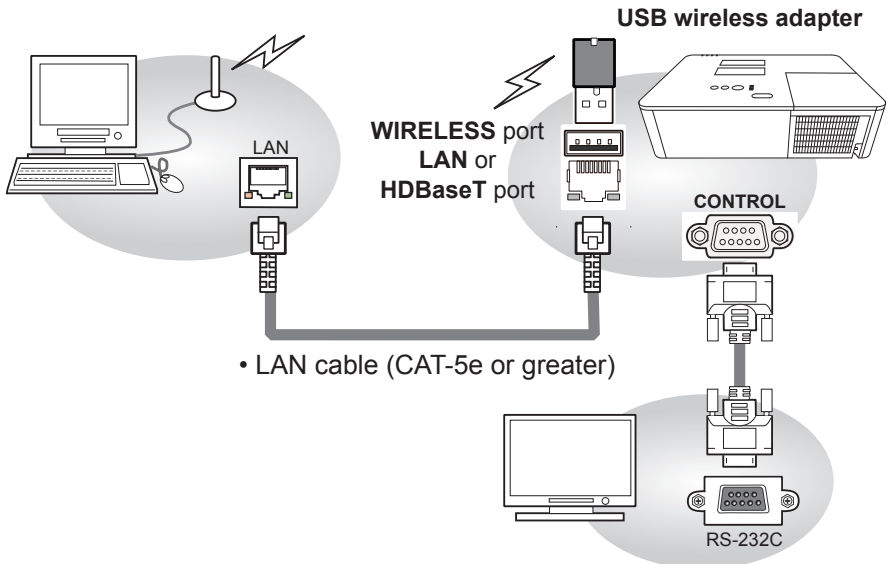 USB wireless adapter
LAN
WIRELESS port
LAN or
HDBaseT port
CONTROL
• LAN cable (CAT-5e or greater)
RS-232C